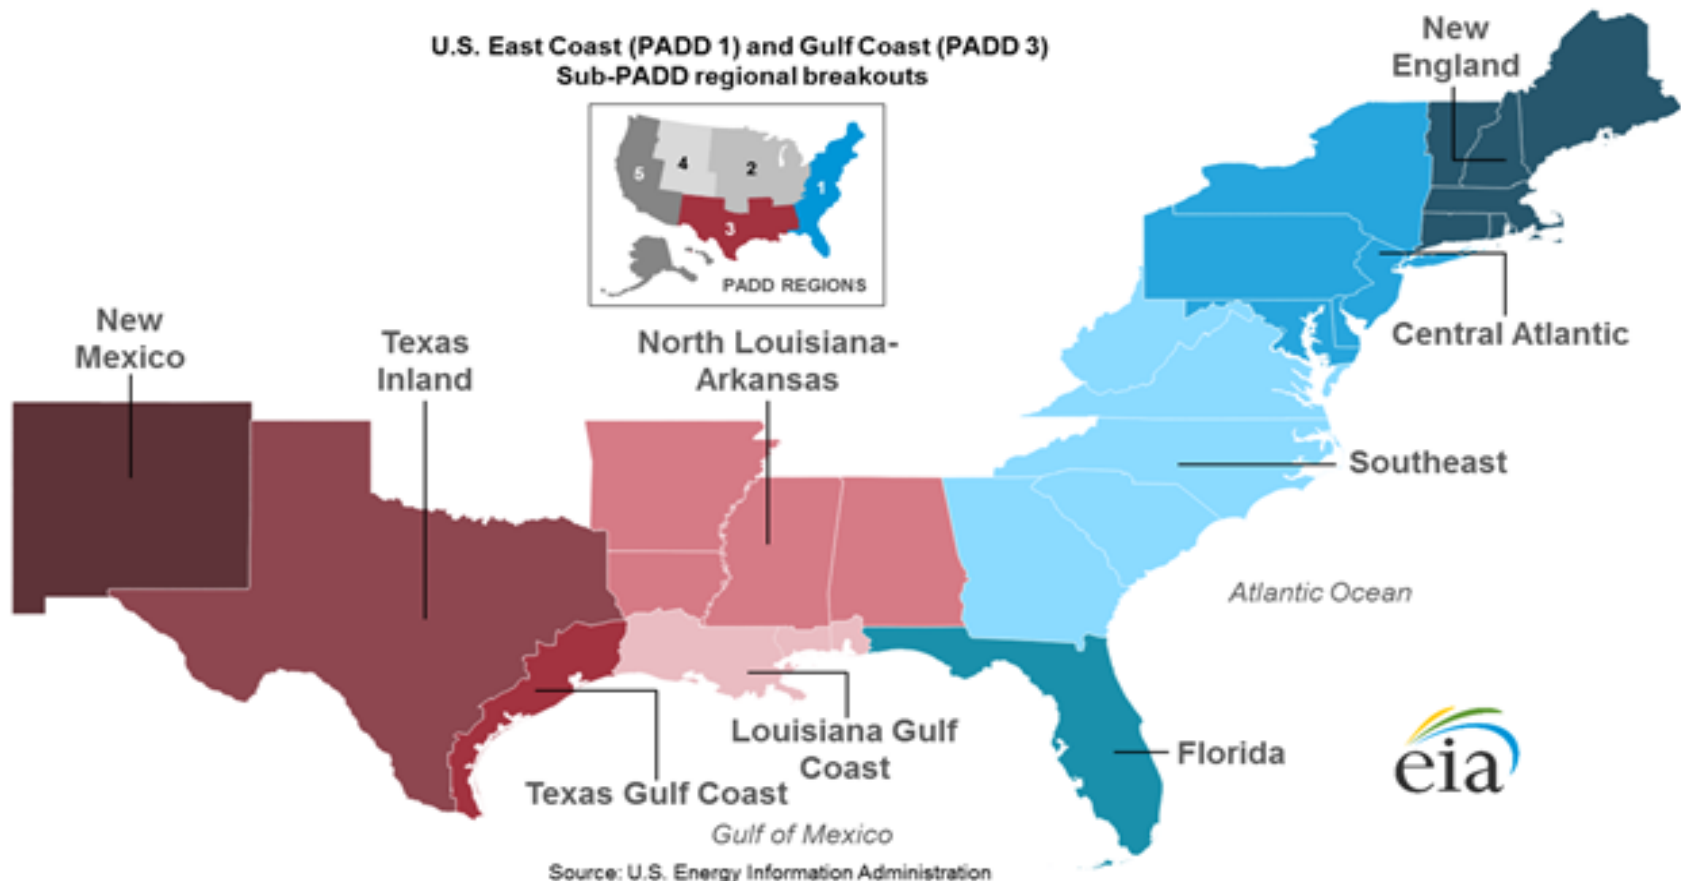 U.S. East Coast (PADD 1) and Gulf Coast (PADD 3)
Sub-PADD regional breakouts
5
4
2
1
3
PADD REGIONS
New
England
Central Atlantic
New
Mexico
Texas
Inland
North Louisiana-
Arkansas
Southeast
Atlantic Ocean
Louisiana Gulf
Coast
Florida
Texas Gulf Coast
Gulf of Mexico
eia
Source: U.S. Energy Information Administration